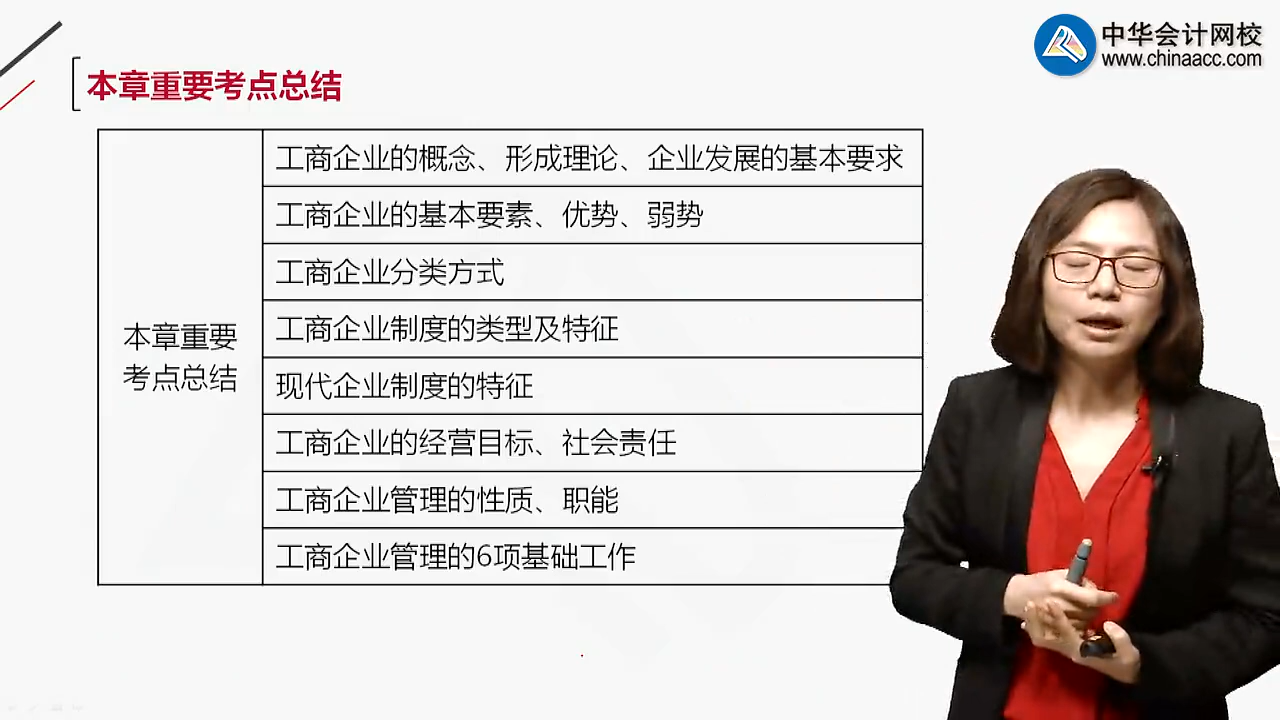 中华会计网校
www.chinaacc.com
本章重要考点总结
本章重要
考点总结
工商企业的概念、形成理论、企业发展的基本要求
工商企业的基本要素、优势、弱势
工商企业分类方式
工商企业制度的类型及特征
现代企业制度的特征
工商企业的经营目标、社会责任
工商企业管理的性质、职能
工商企业管理的6项基础工作